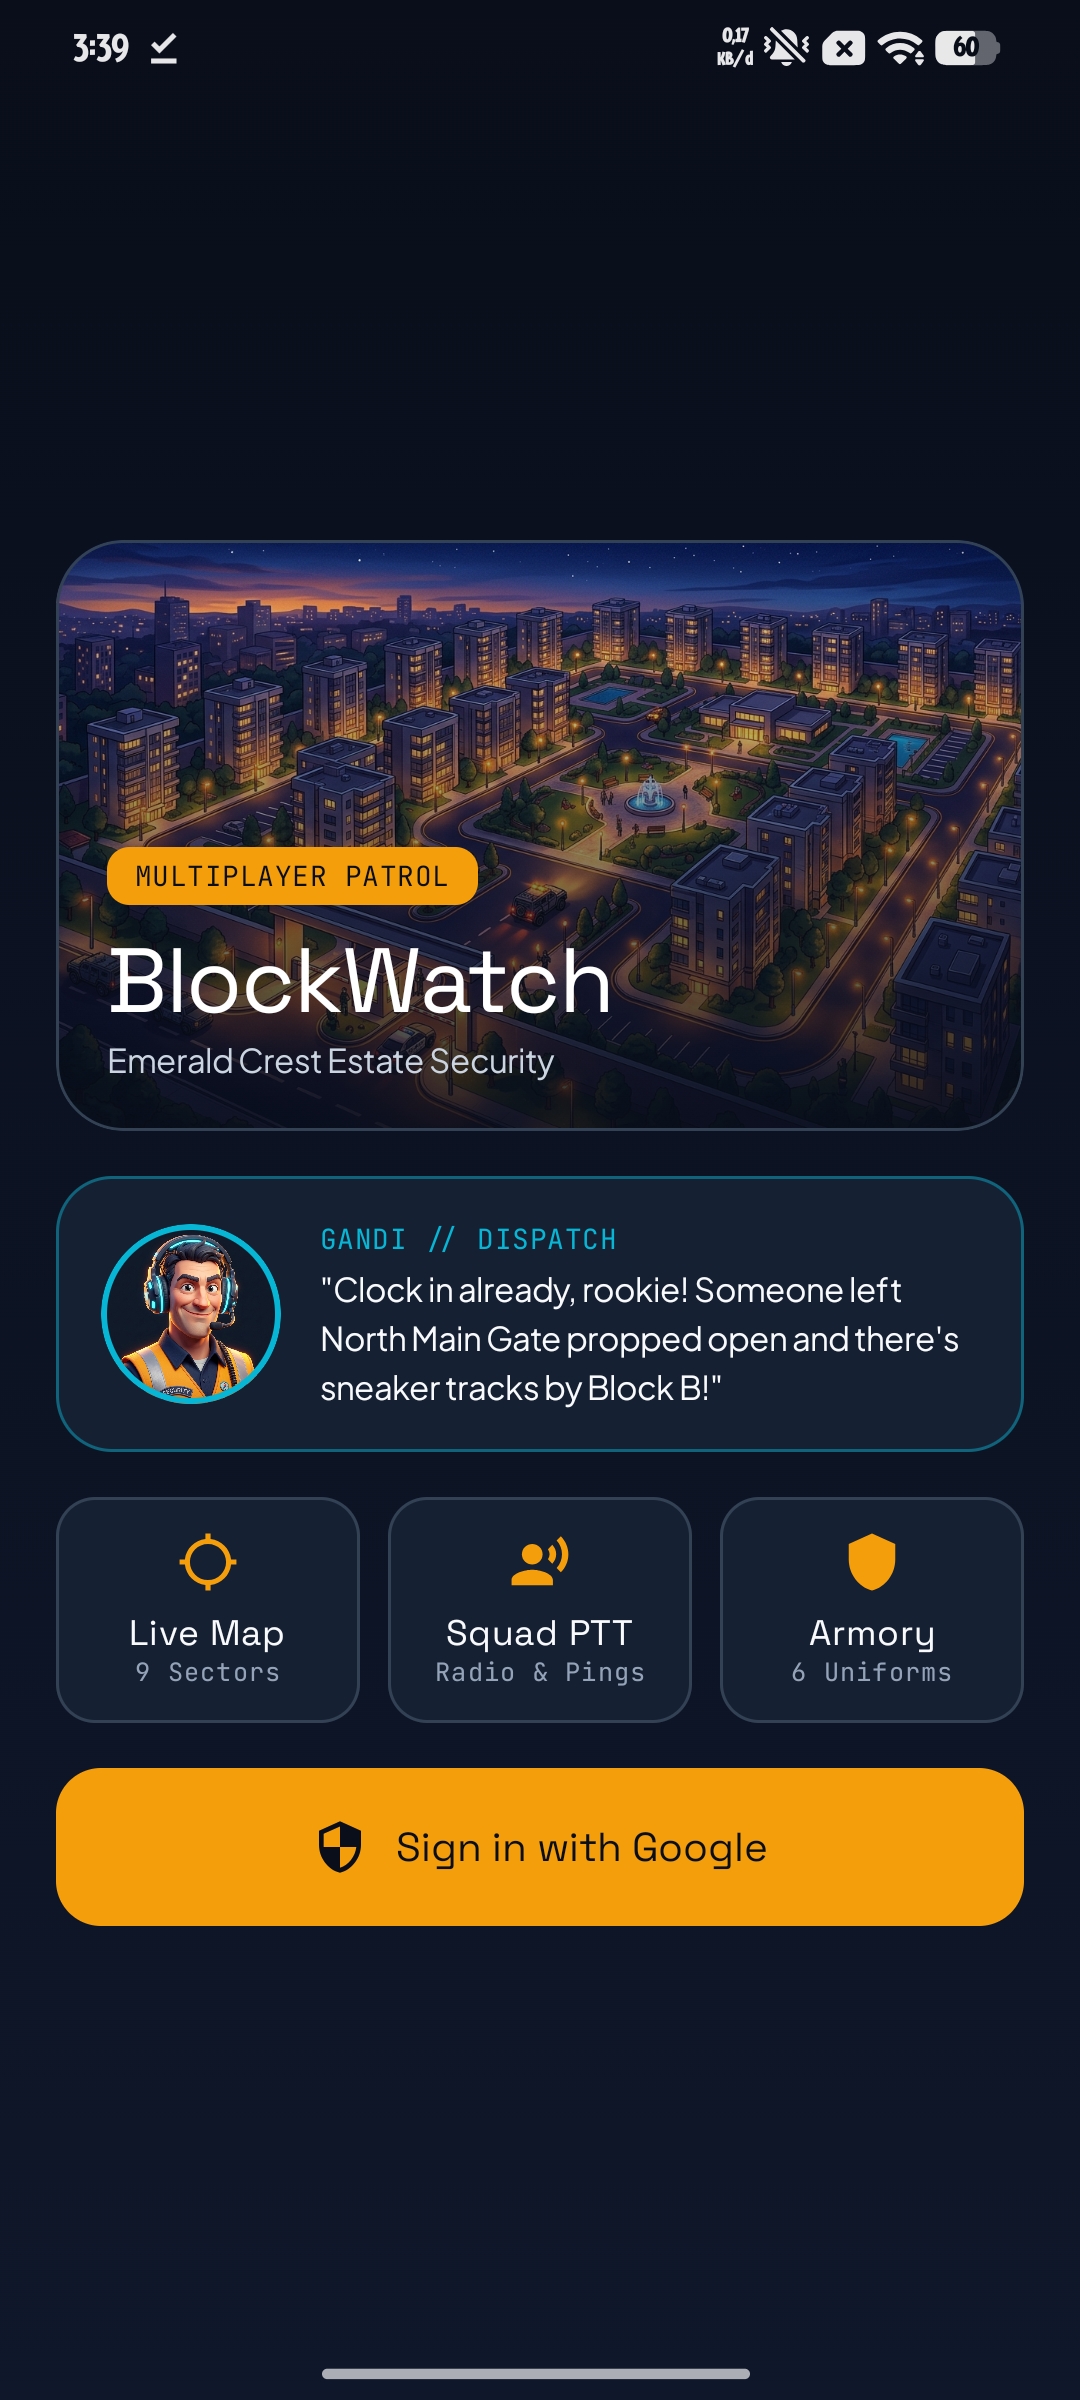 3:39
0,17
KB/d
60
MULTIPLAYER PATROL
BlockWatch
Emerald Crest Estate Security
GANDI // DISPATCH
"Clock in already, rookie! Someone left
North Main Gate propped open and there's
sneaker tracks by Block B!"
Live Map
9 Sectors
Squad PTT
Radio & Pings
Armory
6 Uniforms
Sign in with Google